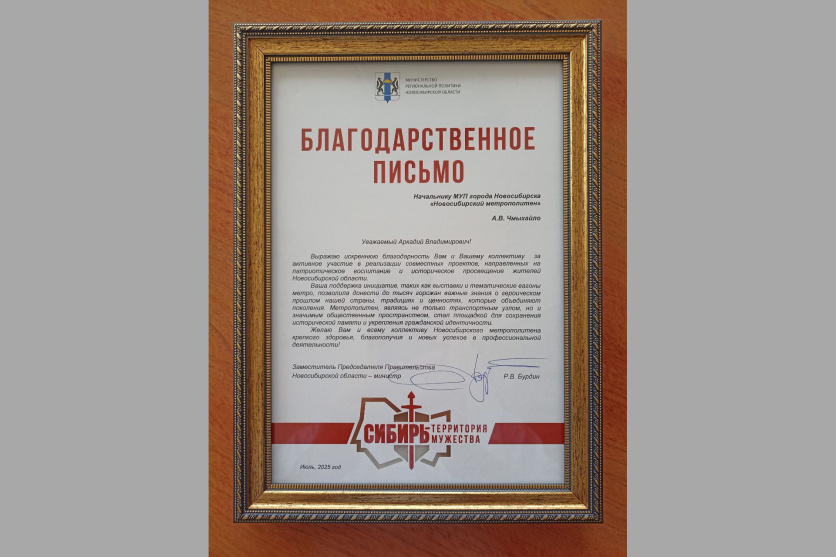 МИНИСТЕРСТВО
РЕГИОНАЛЬНОЙ ПОЛИТИКИ
НОВОСИБИРСКОЙ ОБЛАСТИ
БЛАГОДАРСТВЕННОЕ
ПИСЬМО
Начальнику МУП города Новосибирска
«Новосибирский метрополитен»
А.В. Чмыхайло
Уважаемый Аркадий Владимирович!
Выражаю искреннюю благодарность Вам и Вашему коллективу за
активное участие в реализации совместных проектов, направленных на
патриотическое воспитание и историческое просвещение жителей
Новосибирской области.
Ваша поддержка инициатив, таких как выставки и тематические вагоны
метро, позволила донести до тысяч горожан важные знания о героическом
прошлом нашей страны, традициях и ценностях, которые объединяют
поколения. Метрополитен, являясь не только транспортным узлом, но и
значимым общественным пространством, стал площадкой для сохранения
исторической памяти и укрепления гражданской идентичности.
Желаю Вам и всему коллективу Новосибирского метрополитена
крепкого здоровья, благополучия и новых успехов в профессиональной
деятельности!
Заместитель Председателя Правительства
Новосибирской области – министр Р.В. Бурдин
СИБИРЬ ТЕРРИТОРИЯ
МУЖЕСТВА
Июль, 2025 год